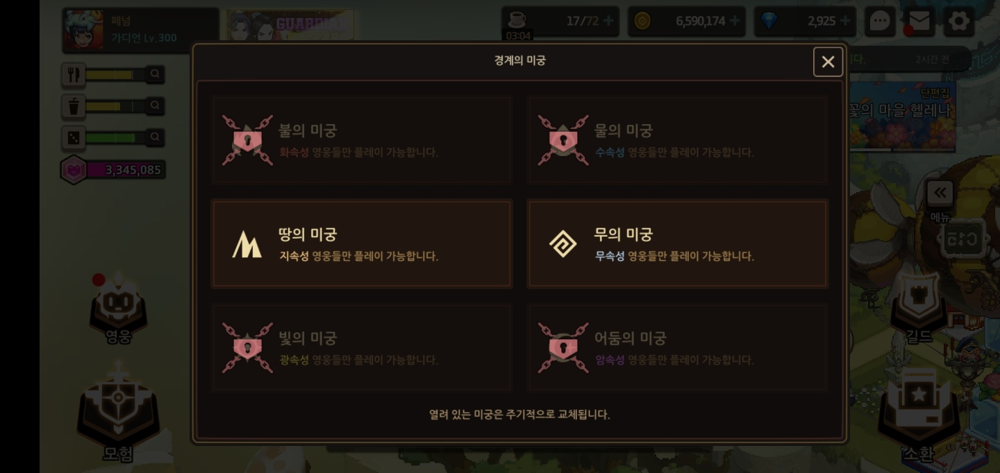 페넘
가디언 Lv.300
GUARDIAN
17/72
03:04
6,590,174
2,925
경계의 미궁
2시간 전
단편집
꽃의 마을 헬레나
3,345,085
불의 미궁
화속성 영웅들만 플레이 가능합니다.
물의 미궁
수속성 영웅들만 플레이 가능합니다.
땅의 미궁
지속성 영웅들만 플레이 가능합니다.
무의 미궁
무속성 영웅들만 플레이 가능합니다.
빛의 미궁
광속성 영웅들만 플레이 가능합니다.
어둠의 미궁
암속성 영웅들만 플레이 가능합니다.
열려 있는 미궁은 주기적으로 교체됩니다.
메뉴
영웅
모험
길드
소환